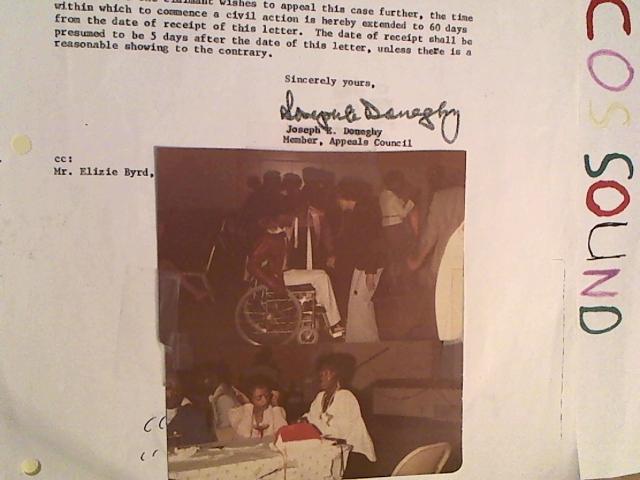 wishes to appeal this case further, the time
within which to commence a civil action is hereby extended to 60 days
from the date of receipt of this letter. The date of receipt shall be
presumed to be 5 days after the date of this letter, unless there is a
reasonable showing to the contrary.
Sincerely yours,
Joseph E. Doneghy
Joseph E. Doneghy
Member, Appeals Council
cc:
Mr. Elizie Byrd,
COS SOUND